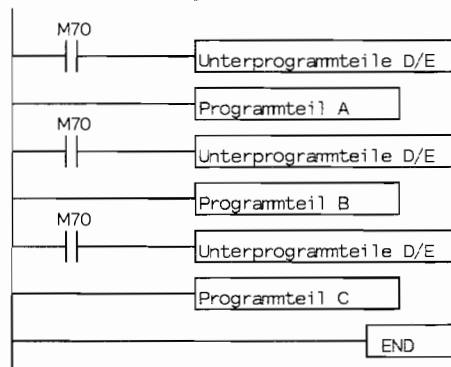 M70
Unterprogrammteile D/E
Programmteil A
M70
Unterprogrammteile D/E
Programmteil B
M70
Unterprogrammteile D/E
Programmteil C
END